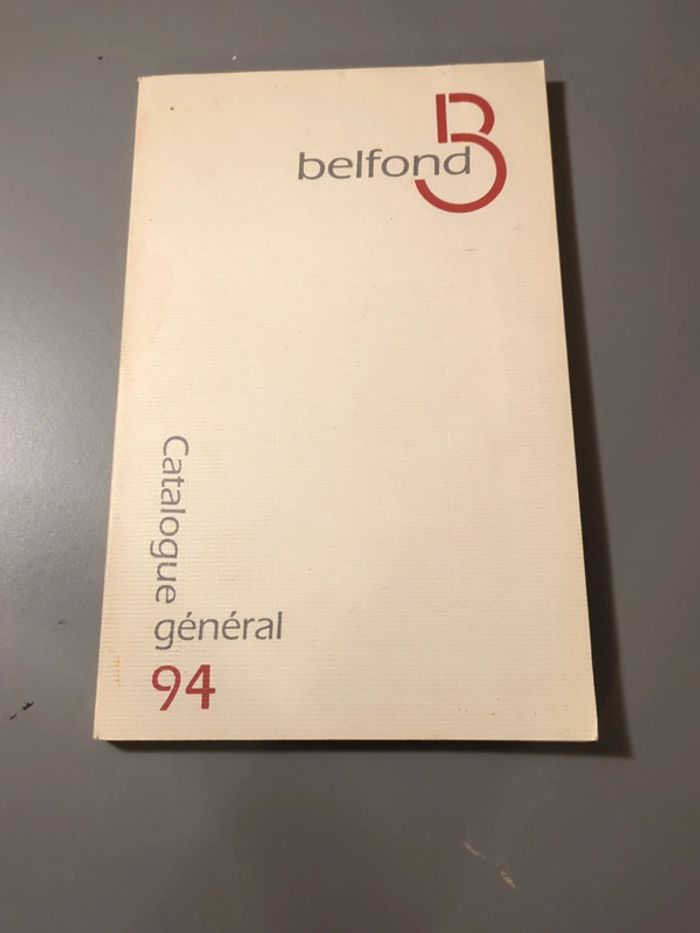 B
belfond
Catalogue
général
94